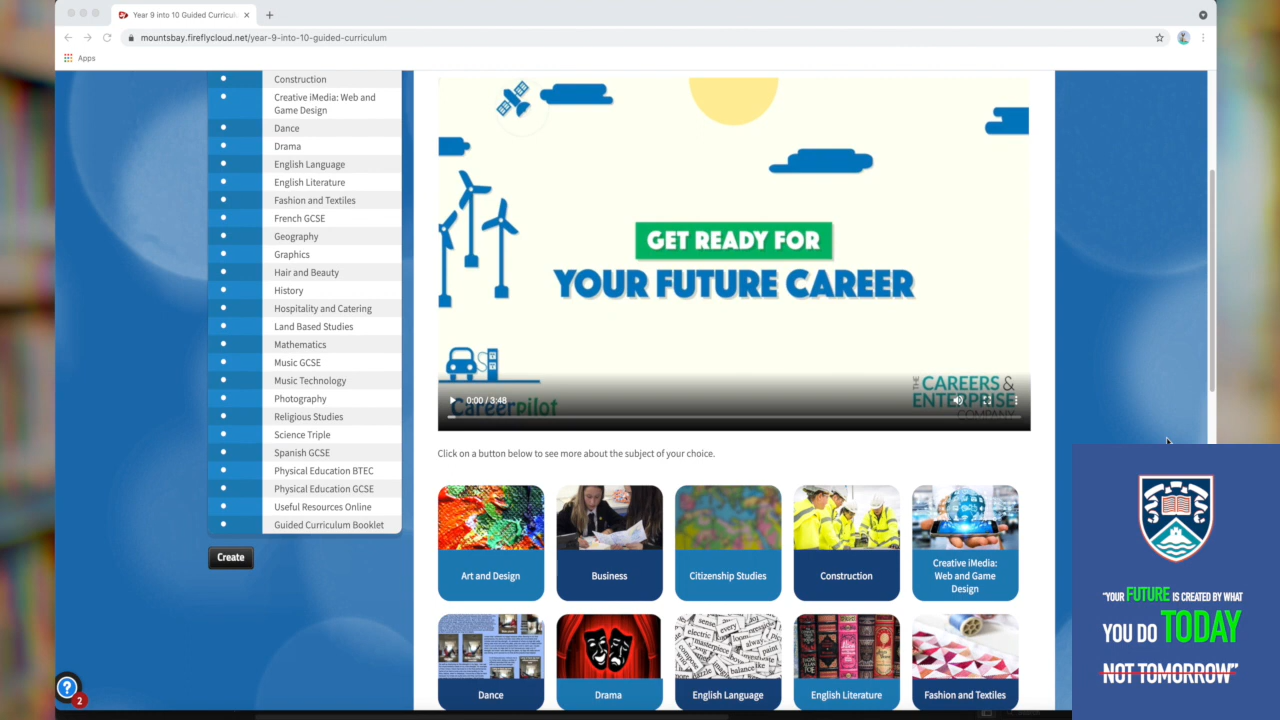 Year 9 into 10 Guided Curricul
mountsbay.fireflycloud.net/year-9-into-10-guided-curriculum
Apps
Construction
Creative iMedia: Web and
Game Design
Dance
Drama
English Language
English Literature
Fashion and Textiles
French GCSE
Geography
Graphics
Hair and Beauty
History
Hospitality and Catering
Land Based Studies
Mathematics
Music GCSE
Music Technology
Photography
Religious Studies
Science Triple
Spanish GCSE
Physical Education BTEC
Physical Education GCSE
Useful Resources Online
Guided Curriculum Booklet
Create
2
GET READY FOR
YOUR FUTURE CAREER
0:00 / 3:48
Careerpilot
THE
CAREERS &
ENTERPRISE
COMPANY
Click on a button below to see more about the subject of your choice.
Art and Design
Business
Citizenship Studies
Construction
Creative iMedia:
Web and Game
Design
Dance
Drama
English Language
English Literature
Fashion and Textiles
"YOUR FUTURE IS CREATED BY WHAT
YOU DO TODAY
NOT TOMORROW"